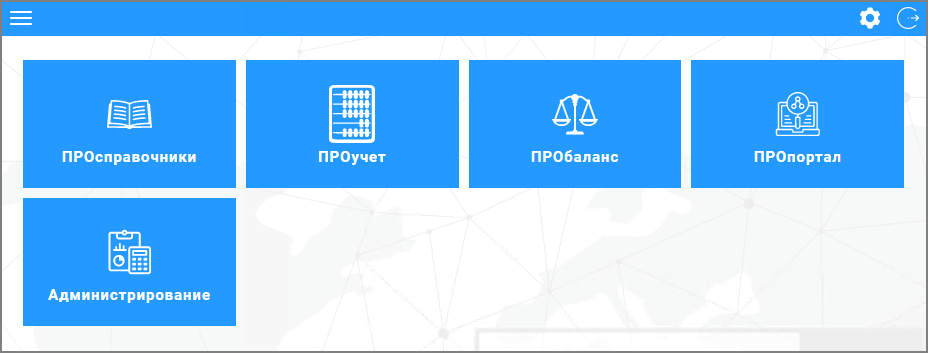 ПРОсправочники
ПРОучет
ПРОбаланс
ПРОпортал
Администрирование